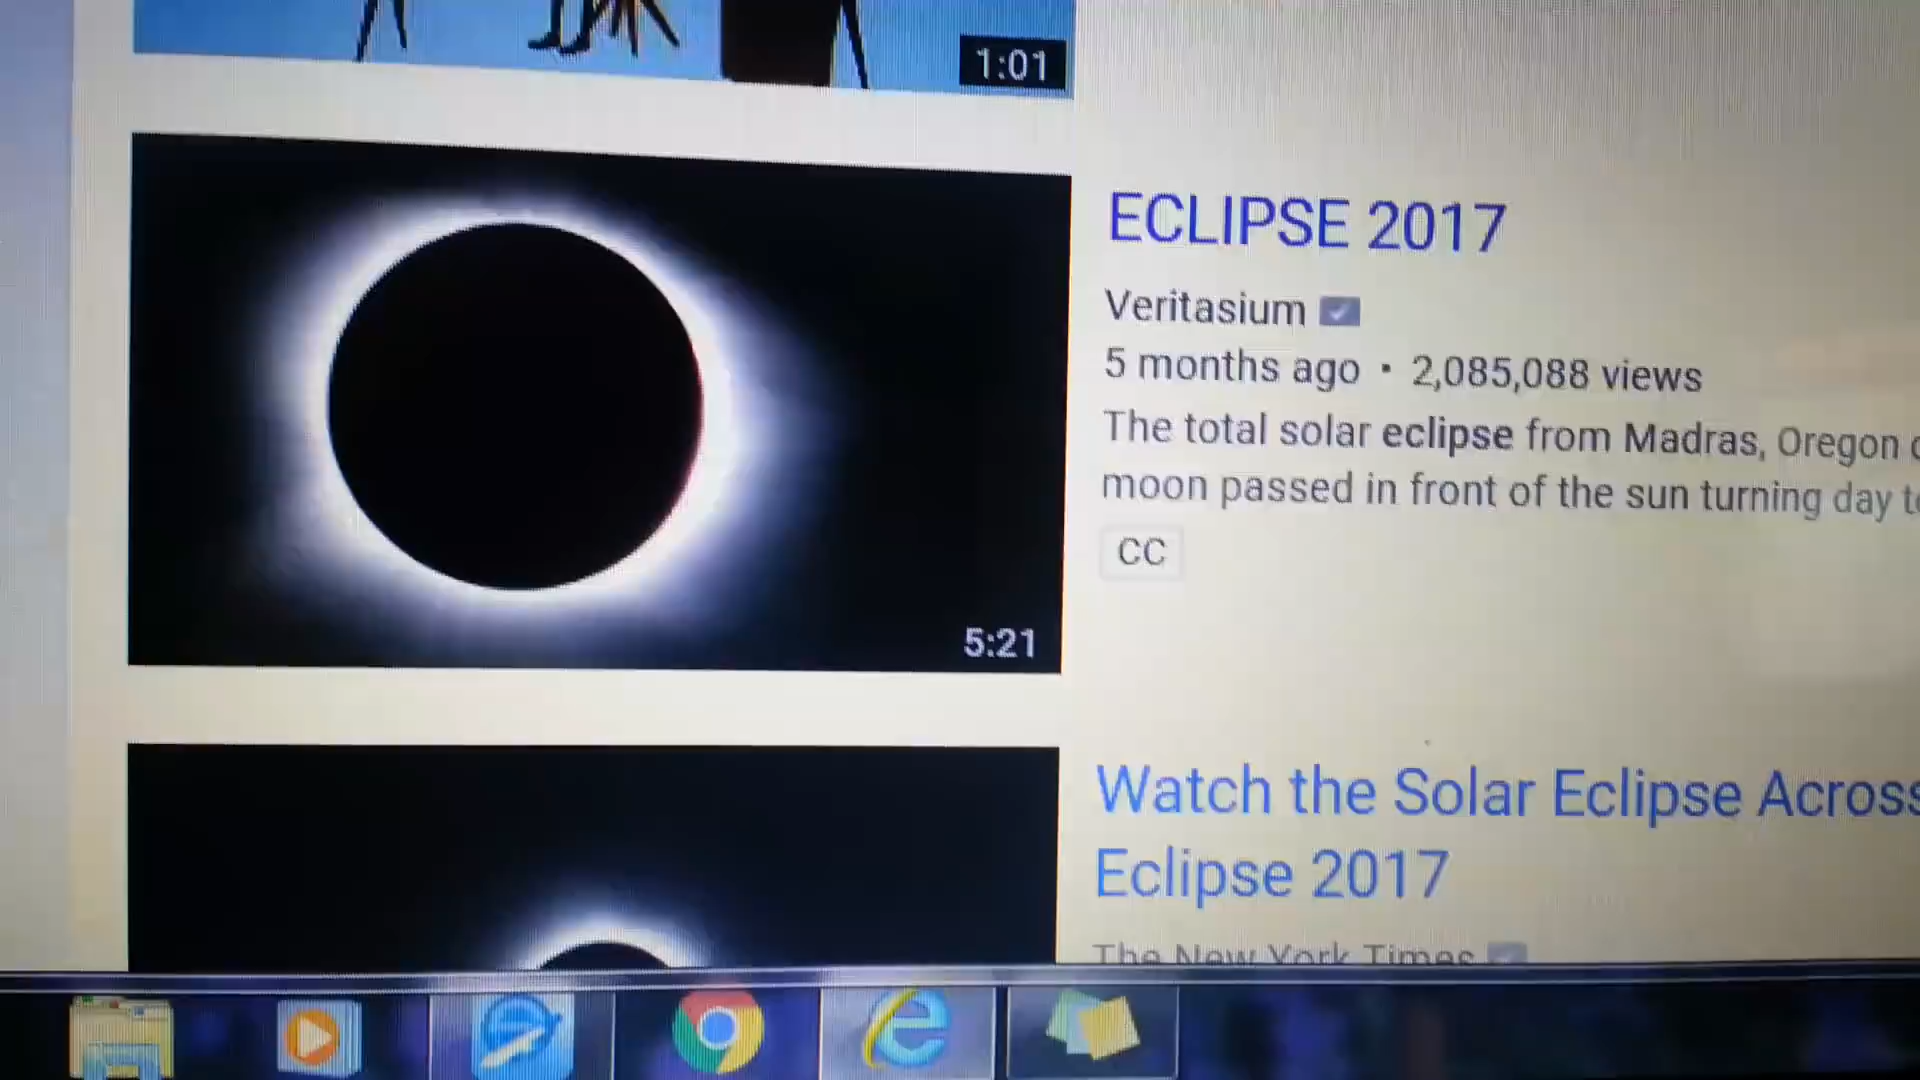 1:01
ECLIPSE 2017
Veritasium
5 months ago • 2,085,088 views
The total solar eclipse from Madras, Oregon
moon passed in front of the sun turning day
CC
5:21
Watch the Solar Eclipse Across
Eclipse 2017
The New York Times